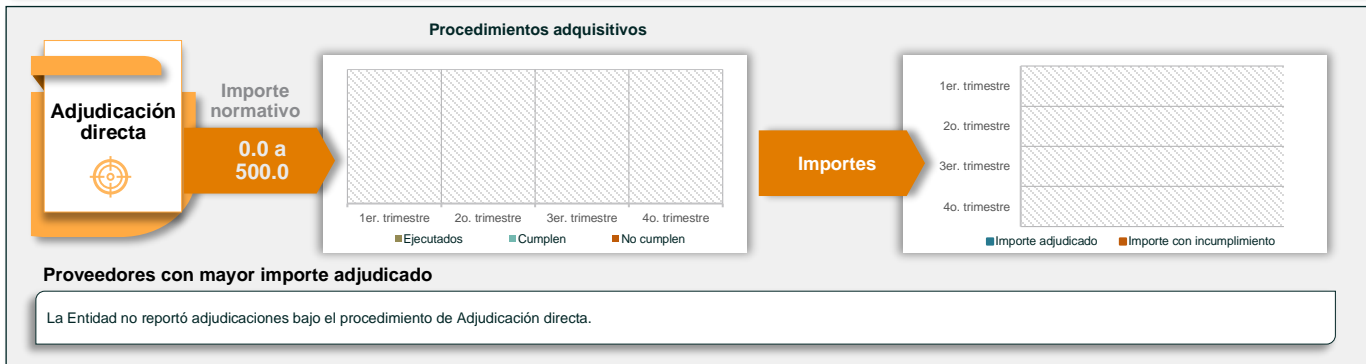 Procedimientos adquisitivos
Adjudicación
directa
Importe
normativo
0.0 a
500.0
1er. trimestre 2o. trimestre 3er. trimestre 4o. trimestre
Ejecutados Cumplen No cumplen
Importes
1er. trimestre
2o. trimestre
3er. trimestre
4o. trimestre
Importe adjudicado Importe con incumplimiento
Proveedores con mayor importe adjudicado
La Entidad no reportó adjudicaciones bajo el procedimiento de Adjudicación directa.